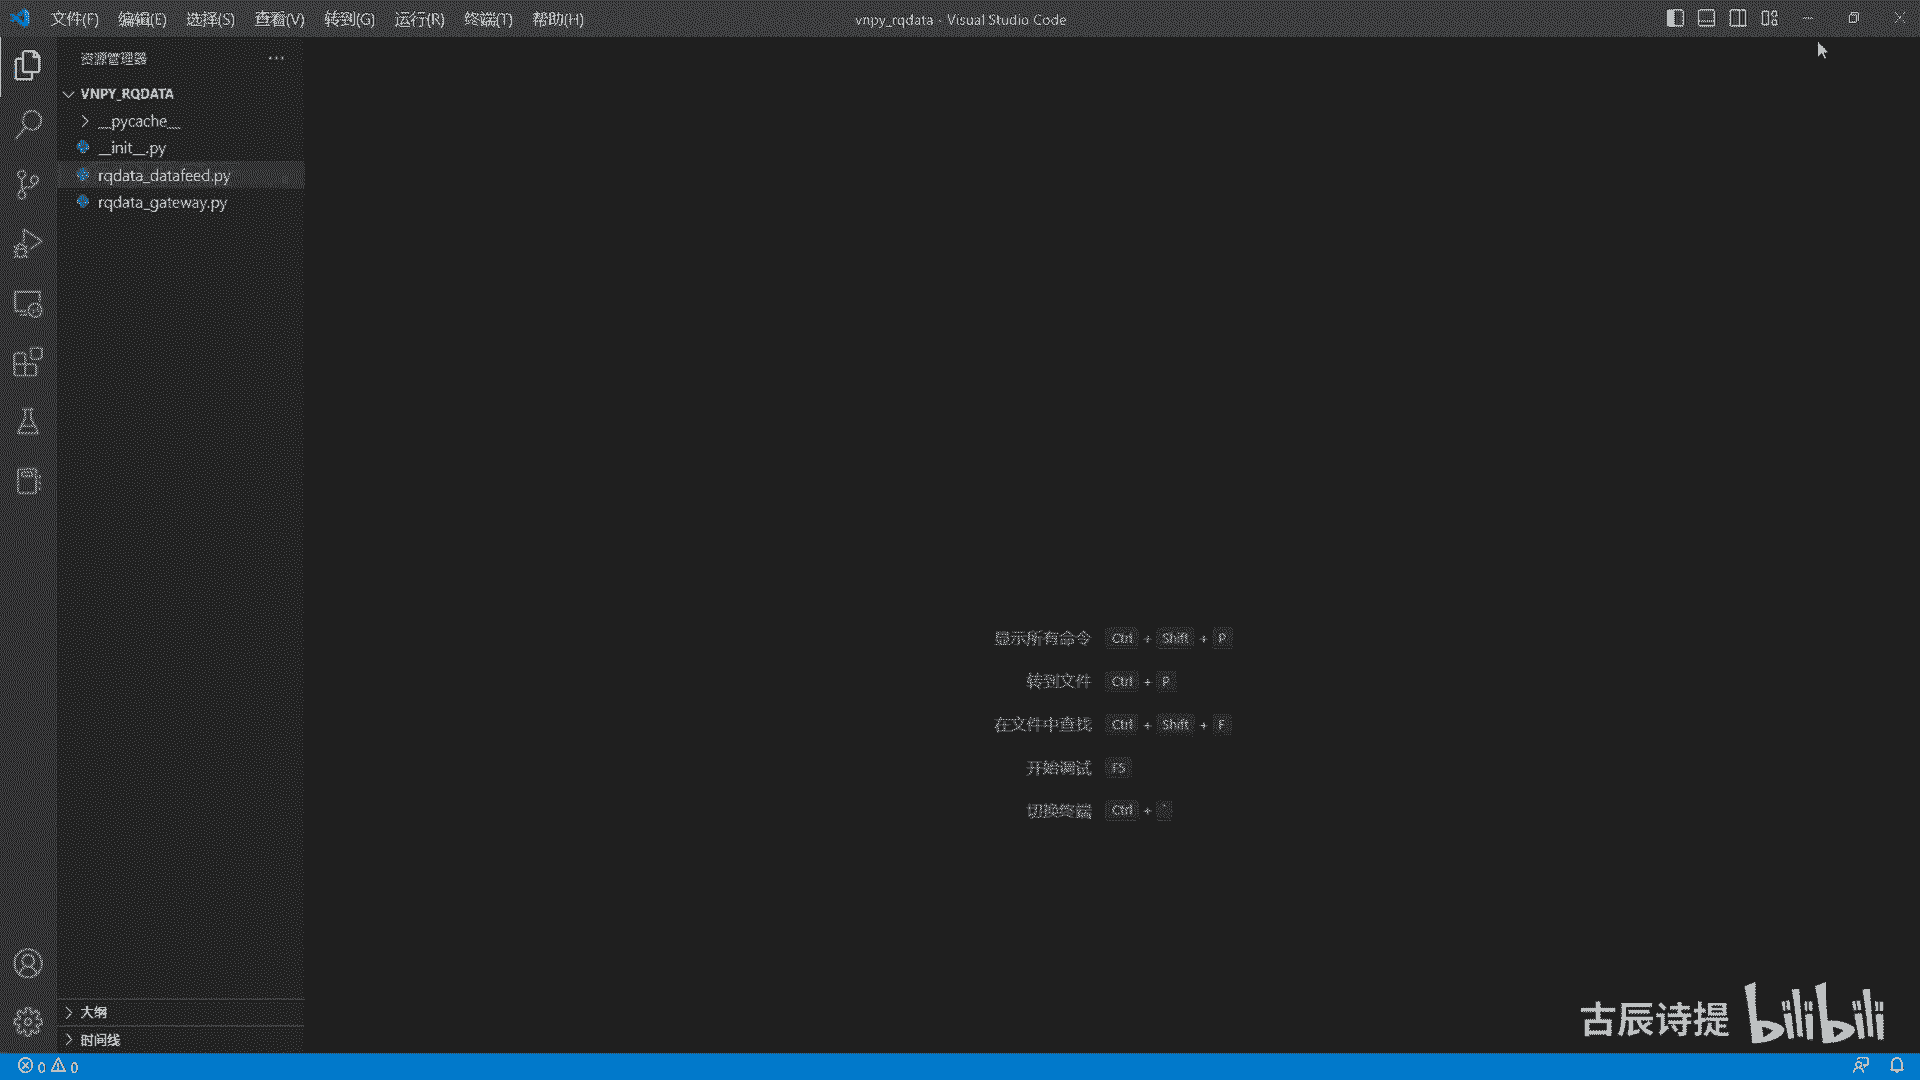 文件(F) 编辑(E) 选择(S) 查看(V) 转到(G) 运行(R) 终端(T) 帮助(H)
vnpy_rqdata - Visual Studio Code
资源管理器
VNPY_RQDATA
__pycache__
__init__.py
rqdata_datafeed.py
rqdata_gateway.py
显示所有命令 Ctrl + Shift + P
转到文件 Ctrl + P
在文件中查找 Ctrl + Shift + F
开始调试 F5
切换终端 Ctrl + `
大纲
时间线
古辰诗提 bilibili
0 0